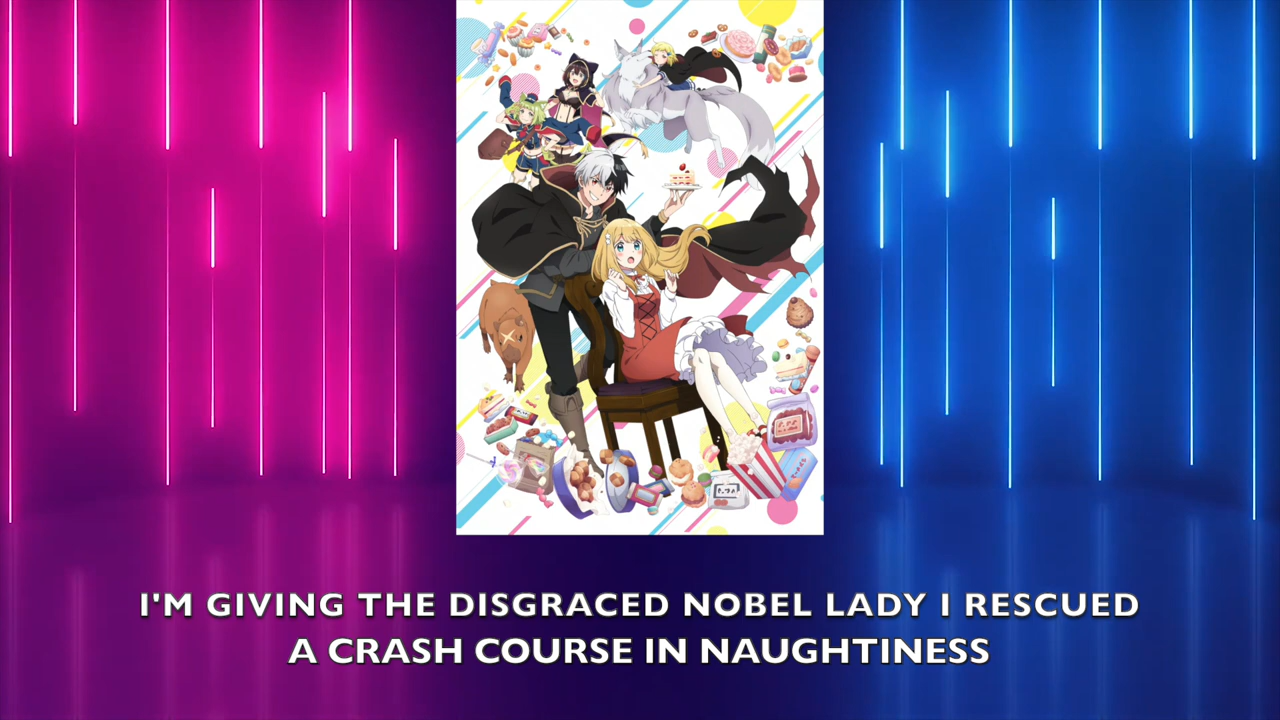 I'M GIVING THE DISGRACED NOBEL LADY I RESCUED
A CRASH COURSE IN NAUGHTINESS